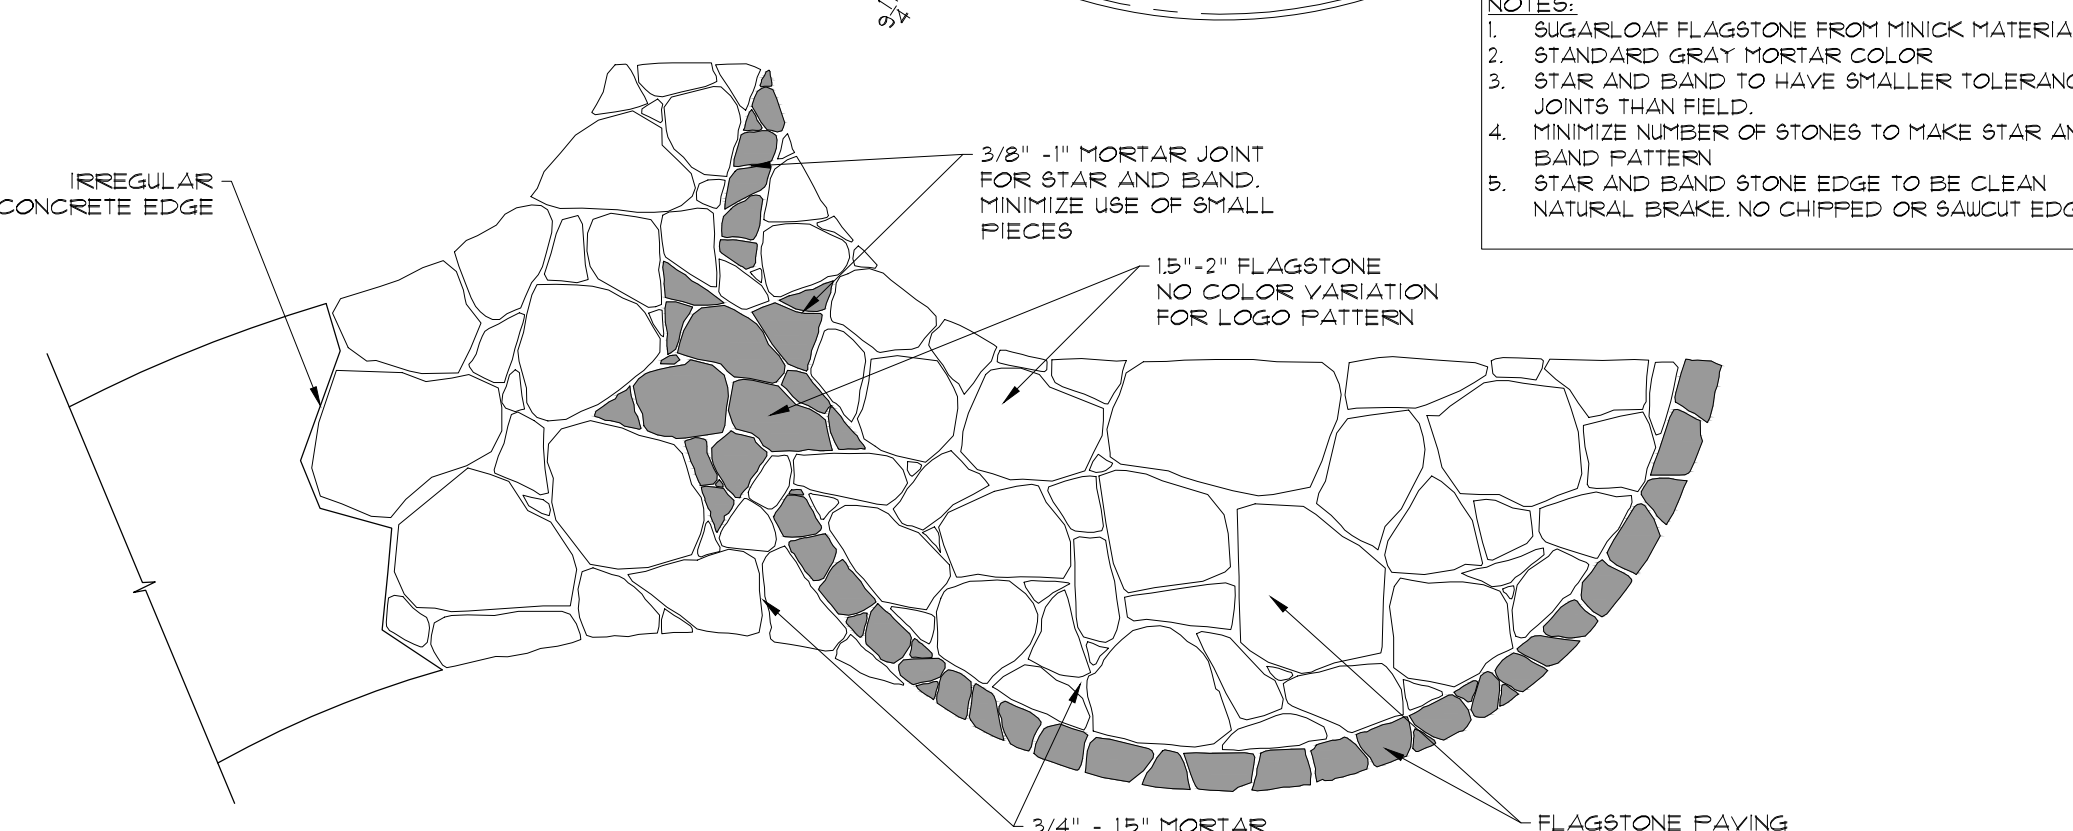 9 1/4
NOTES:
1. SUGARLOAF FLAGSTONE FROM MINICK MATERIA
2. STANDARD GRAY MORTAR COLOR
3. STAR AND BAND TO HAVE SMALLER TOLERANC
JOINTS THAN FIELD.
4. MINIMIZE NUMBER OF STONES TO MAKE STAR AN
BAND PATTERN
5. STAR AND BAND STONE EDGE TO BE CLEAN
NATURAL BRAKE. NO CHIPPED OR SAWCUT EDG
IRREGULAR
CONCRETE EDGE
3/8" -1" MORTAR JOINT
FOR STAR AND BAND.
MINIMIZE USE OF SMALL
PIECES
1.5"-2" FLAGSTONE
NO COLOR VARIATION
FOR LOGO PATTERN
3/4" - 1.5" MORTAR
FLAGSTONE PAVING